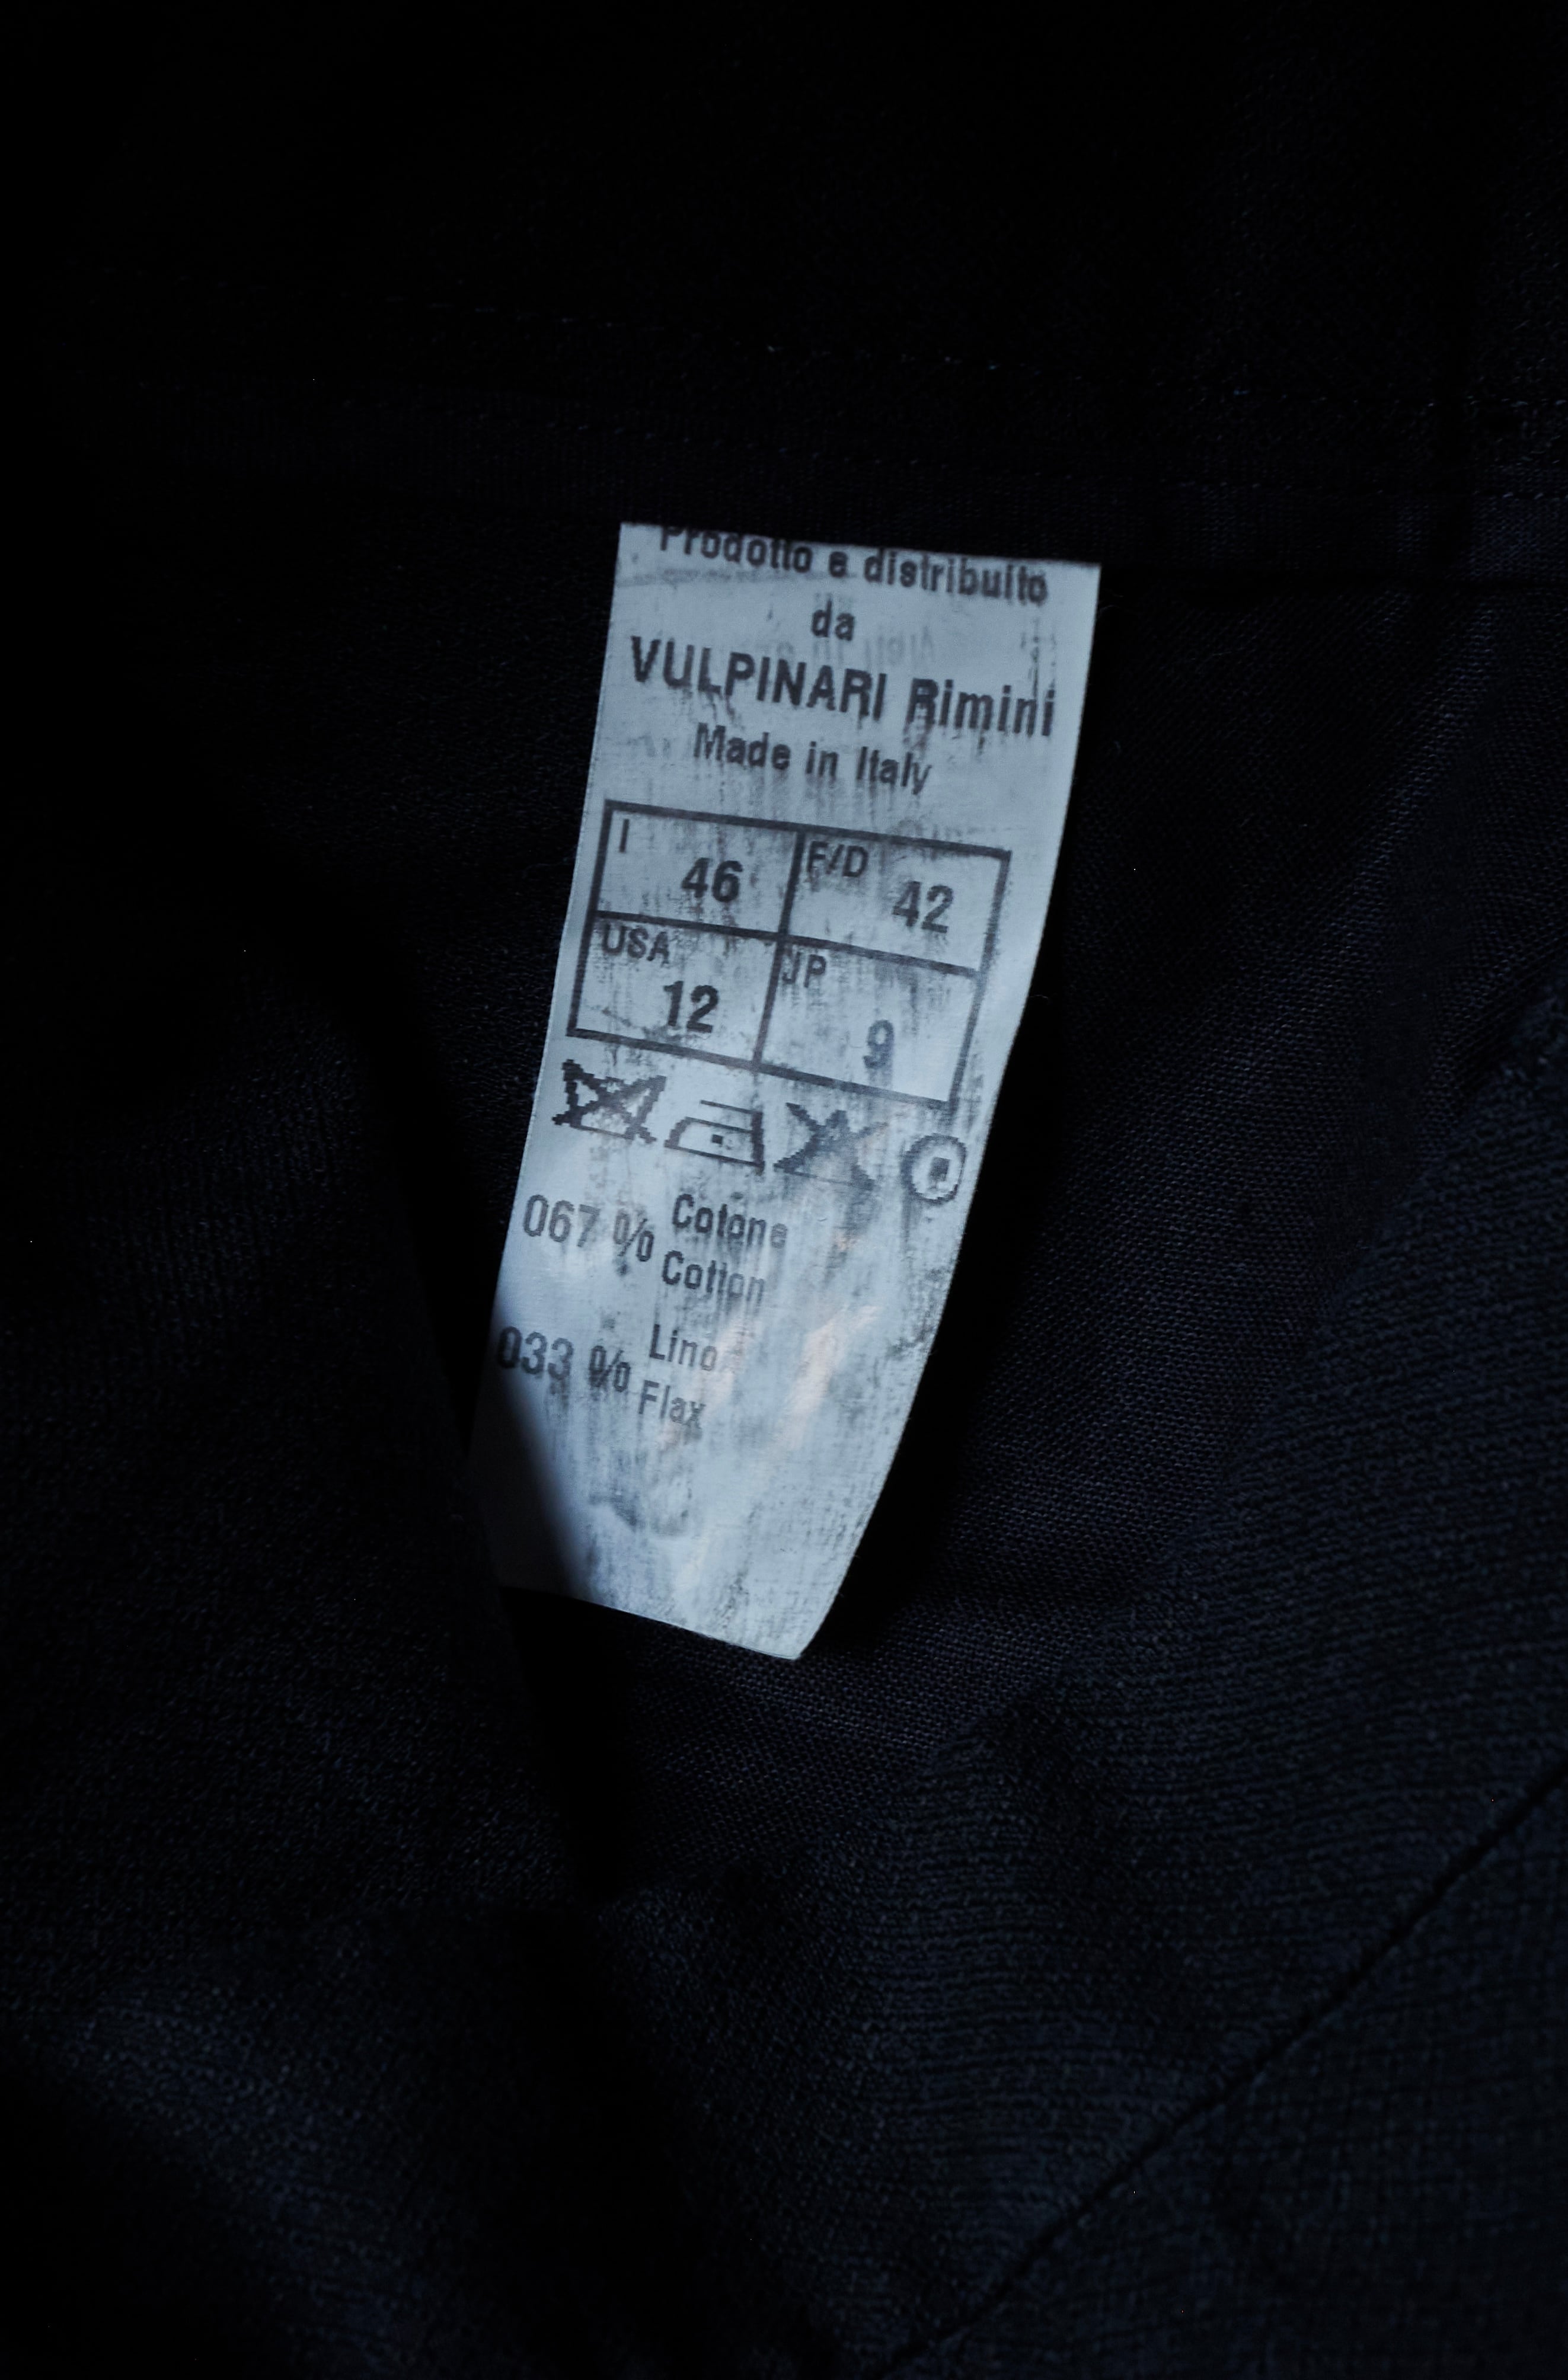 Prodotto e distribuito
da
VULPINARI Rimini
Made in Italy
I 46 F/D 42
USA 12 JP 9
067 % Cotone
Cotton
033 % Lino
Flax